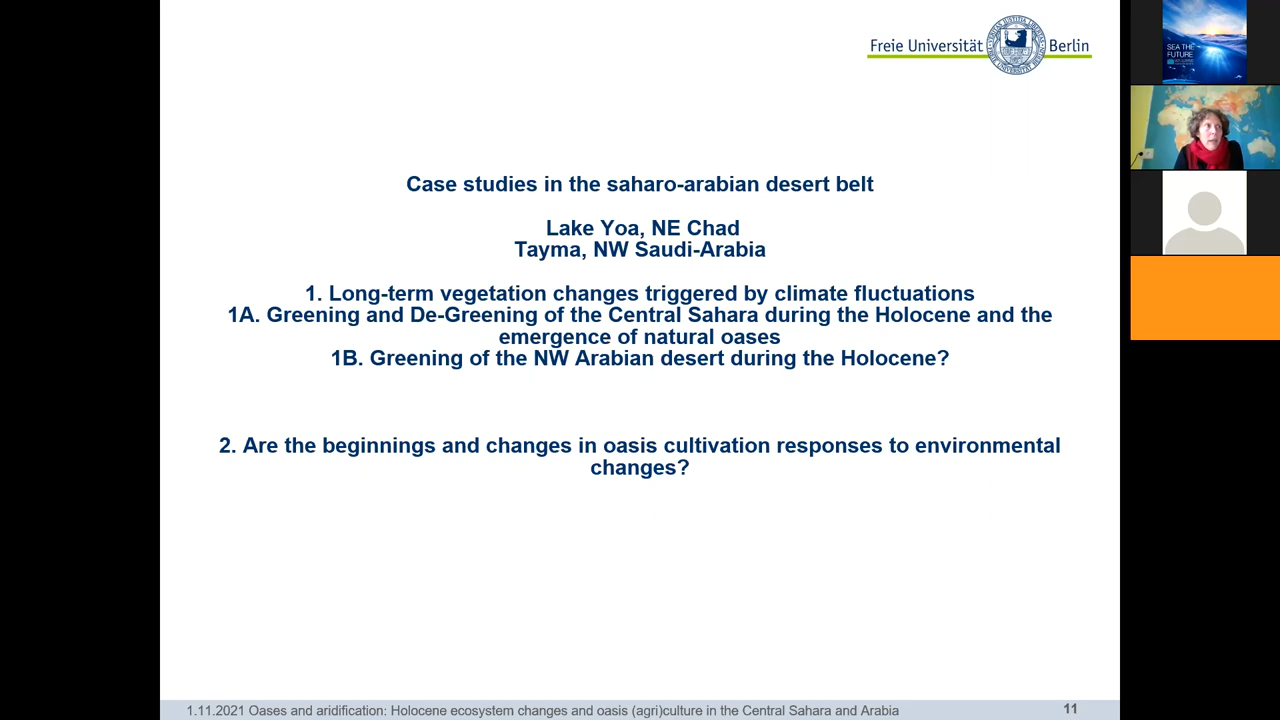 Freie Universität Berlin
Case studies in the saharo-arabian desert belt
Lake Yoa, NE Chad
Tayma, NW Saudi-Arabia
1. Long-term vegetation changes triggered by climate fluctuations
1A. Greening and De-Greening of the Central Sahara during the Holocene and the
emergence of natural oases
1B. Greening of the NW Arabian desert during the Holocene?
2. Are the beginnings and changes in oasis cultivation responses to environmental
changes?
1.11.2021 Oases and aridification: Holocene ecosystem changes and oasis (agri)culture in the Central Sahara and Arabia
11
SEA THE
FUTURE